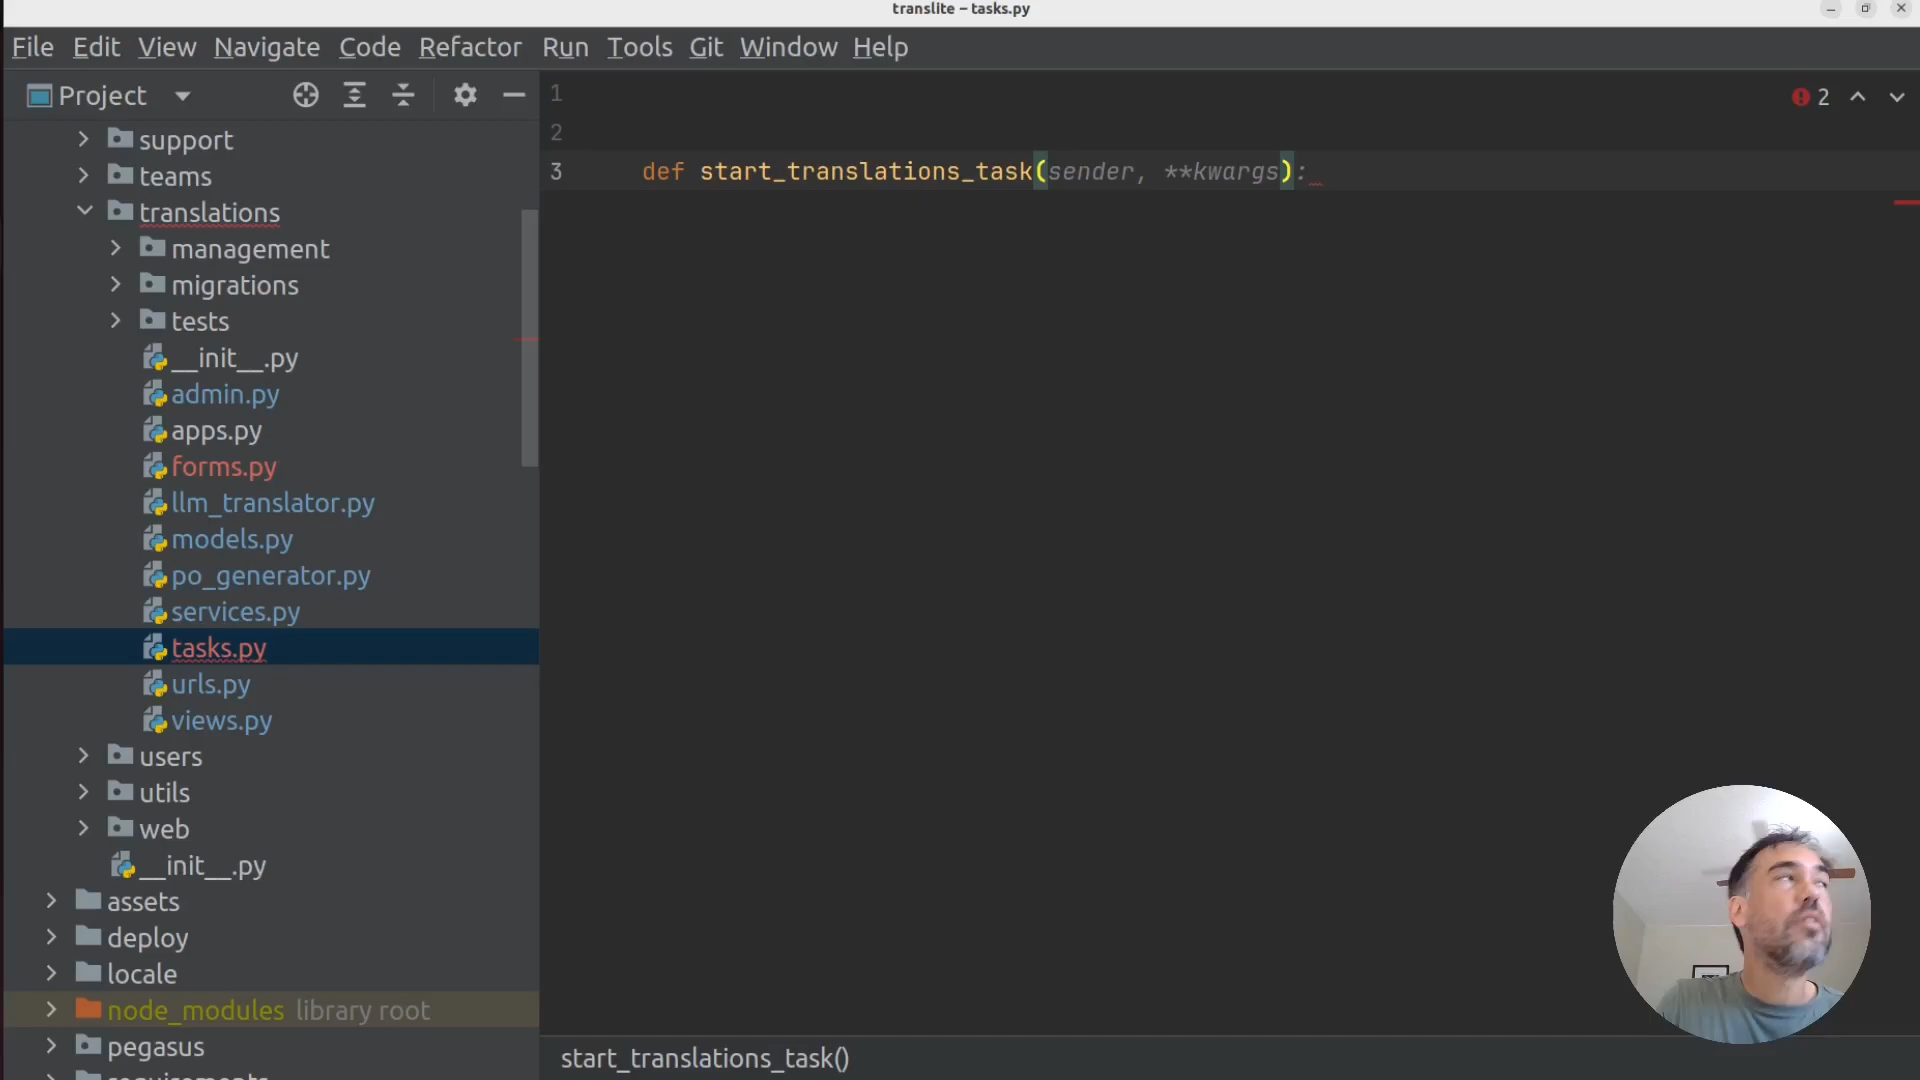 translite – tasks.py
File Edit View Navigate Code Refactor Run Tools Git Window Help
Project
support
teams
translations
management
migrations
tests
__init__.py
admin.py
apps.py
forms.py
llm_translator.py
models.py
po_generator.py
services.py
tasks.py
urls.py
views.py
users
utils
web
__init__.py
assets
deploy
locale
node_modules library root
pegasus
requirements
1
2
3 def start_translations_task(sender, **kwargs):
2
start_translations_task()